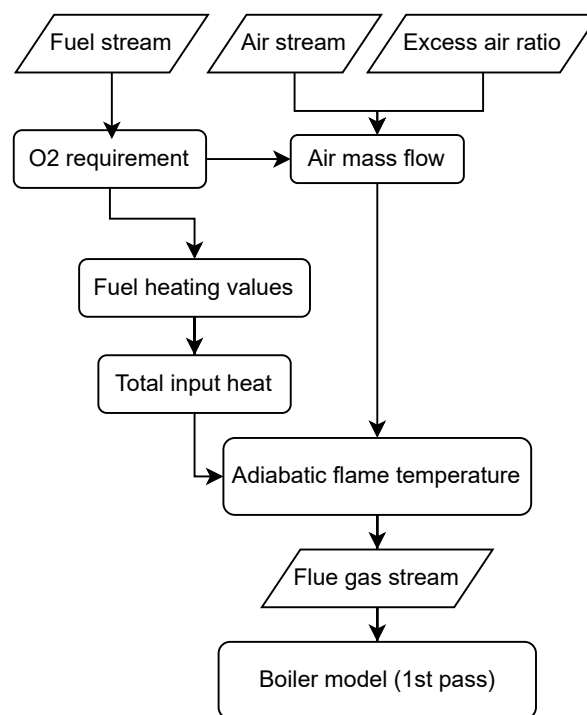 Fuel stream
Air stream
Excess air ratio
O2 requirement
Air mass flow
Fuel heating values
Total input heat
Adiabatic flame temperature
Flue gas stream
Boiler model (1st pass)